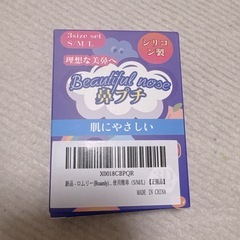 3size set
S/M/L
シリコン製
理想な美鼻へ
Beautiful nose
鼻プチ
肌にやさしい
X0018CBPQR
MADE IN CHINA